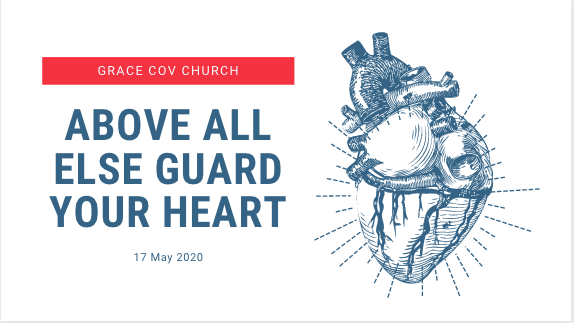 GRACE COV CHURCH
ABOVE ALL
ELSE GUARD
YOUR HEART
17 May 2020